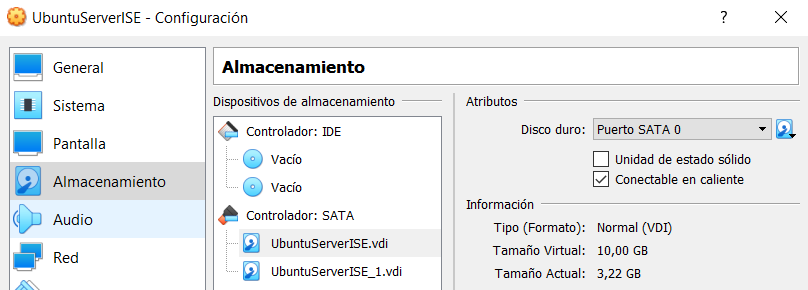 UbuntuServerISE - Configuración
General
Sistema
Pantalla
Almacenamiento
Audio
Red
Almacenamiento
Dispositivos de almacenamiento
Controlador: IDE
Vacío
Vacío
Controlador: SATA
UbuntuServerISE.vdi
UbuntuServerISE_1.vdi
Atributos
Disco duro: Puerto SATA 0
Unidad de estado sólido
Conectable en caliente
Información
Tipo (Formato): Normal (VDI)
Tamaño Virtual: 10,00 GB
Tamaño Actual: 3,22 GB